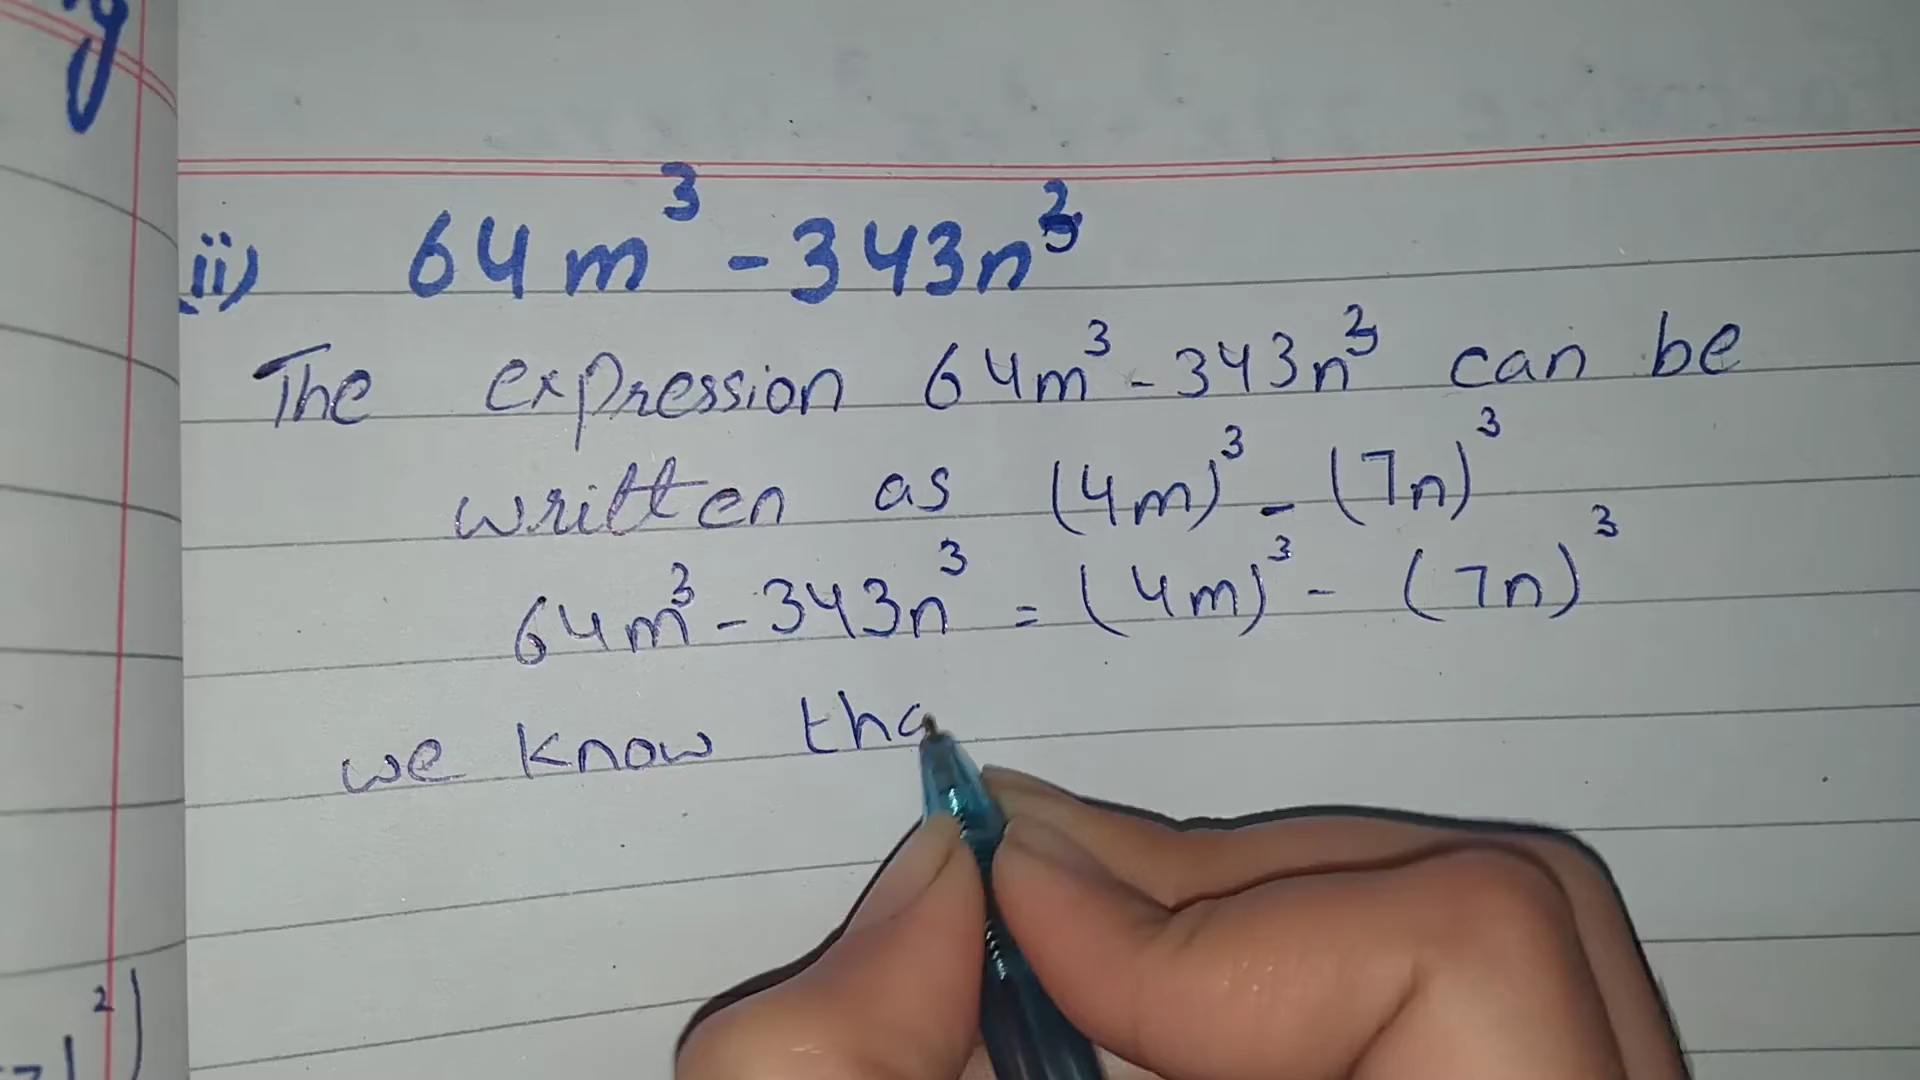 ii) 64m³ - 343n³
The expression 64m³ - 343n³ can be
written as (4m)³ - (7n)³
64m³ - 343n³ = (4m)³ - (7n)³
we know tha